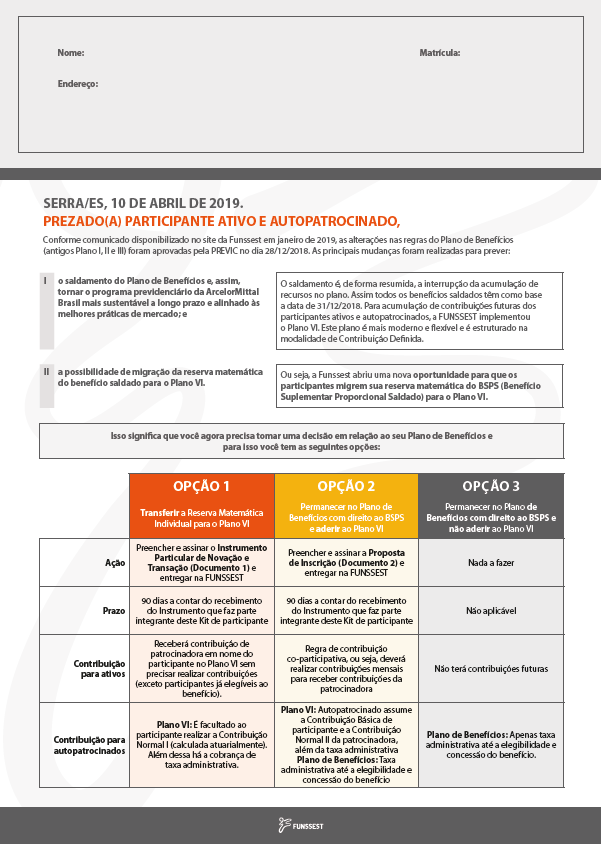 Nome:
Matrícula:
Endereço:
SERRA/ES, 10 DE ABRIL DE 2019.
PREZADO(A) PARTICIPANTE ATIVO E AUTOPATROCINADO,
Conforme comunicado disponibilizado no site da Funssest em janeiro de 2019, as alterações nas regras do Plano de Benefícios
(antigos Plano I, II e III) foram aprovadas pela PREVIC no dia 28/12/2018. As principais mudanças foram realizadas para prever:
I
o saldamento do Plano de Benefícios e, assim,
tornar o programa previdenciário da ArcelorMittal
Brasil mais sustentável a longo prazo e alinhado às
melhores práticas de mercado; e
O saldamento é, de forma resumida, a interrupção da acumulação de
recursos no plano. Assim todos os benefícios saldados têm como base
a data de 31/12/2018. Para acumulação de contribuições futuras dos
participantes ativos e autopatrocinados, a FUNSSEST implementou
o Plano VI. Este plano é mais moderno e flexível e é estruturado na
modalidade de Contribuição Definida.
II
a possibilidade de migração da reserva matemática
do benefício saldado para o Plano VI.
Ou seja, a Funssest abriu uma nova oportunidade para que os
participantes migrem sua reserva matemática do BSPS (Benefício
Suplementar Proporcional Saldado) para o Plano VI.
Isso significa que você agora precisa tomar uma decisão em relação ao seu Plano de Benefícios e
para isso você tem as seguintes opções:
OPÇÃO 1
Transferir a Reserva Matemática
Individual para o Plano VI
OPÇÃO 2
Permanecer no Plano de
Benefícios com direito ao BSPS
e aderir ao Plano VI
OPÇÃO 3
Permanecer no Plano de
Benefícios com direito ao BSPS e
não aderir ao Plano VI
Ação
Preencher e assinar o Instrumento
Particular de Novação e
Transação (Documento 1) e
entregar na FUNSSEST
Preencher e assinar a Proposta
de Inscrição (Documento 2) e
entregar na FUNSSEST
Nada a fazer
Prazo
90 dias a contar do recebimento
do Instrumento que faz parte
integrante deste Kit de participante
90 dias a contar do recebimento
do Instrumento que faz parte
integrante deste Kit de participante
Não aplicável
Contribuição
para ativos
Receberá contribuição de
patrocinadora em nome do
participante no Plano VI sem
precisar realizar contribuições
(exceto participantes já elegíveis ao
benefício).
Regra de contribuição
co-participativa, ou seja, deverá
realizar contribuições mensais
para receber contribuições da
patrocinadora
Não terá contribuições futuras
Contribuição para
autopatrocinados
Plano VI: É facultado ao
participante realizar a Contribuição
Normal I (calculada atuarialmente).
Além dessa há a cobrança de
taxa administrativa.
Plano VI: Autopatrocinado assume
a Contribuição Básica de
participante e a Contribuição
Normal II da patrocinadora,
além da taxa administrativa
Plano de Benefícios: Taxa
administrativa até a elegibilidade e
concessão do benefício
Plano de Benefícios: Apenas taxa
administrativa até a elegibilidade e
concessão do benefício.
FUNSSEST